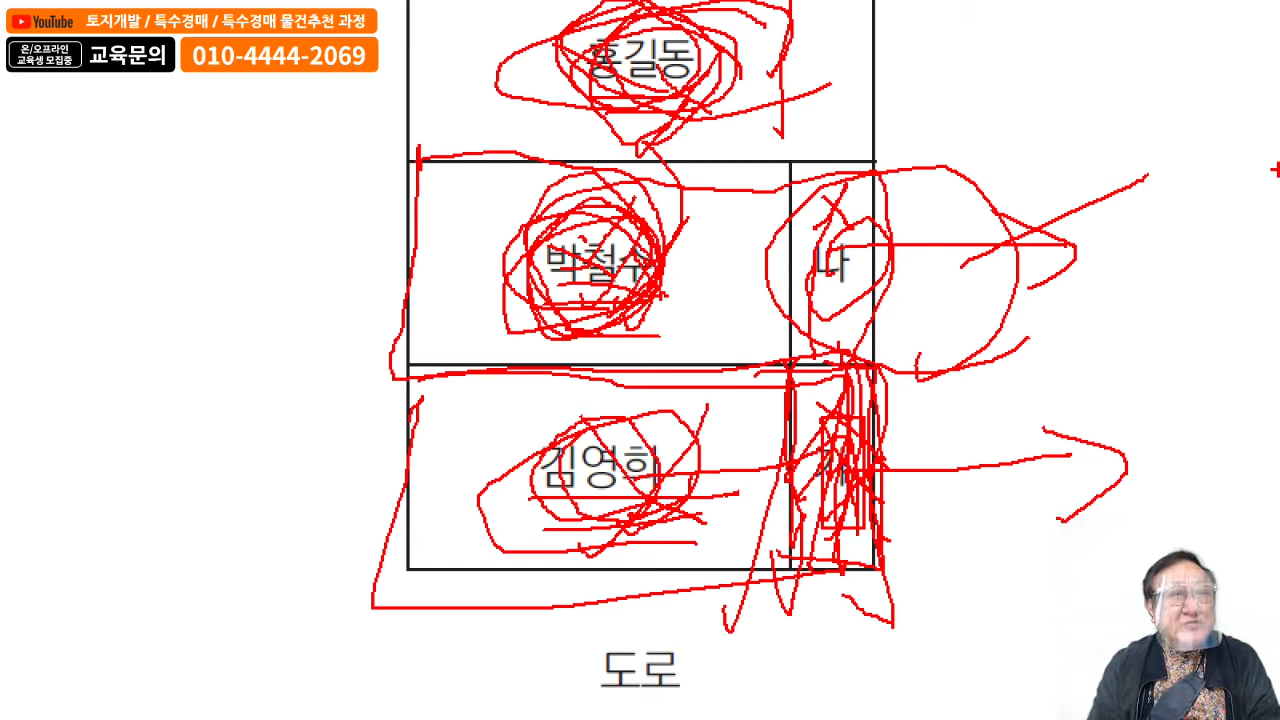 YouTube 토지개발 / 특수경매 / 특수경매 물건추천 과정
온/오프라인
교육생 모집중
교육문의 010-4444-2069
홍길동
박철수 나
김영희
도로